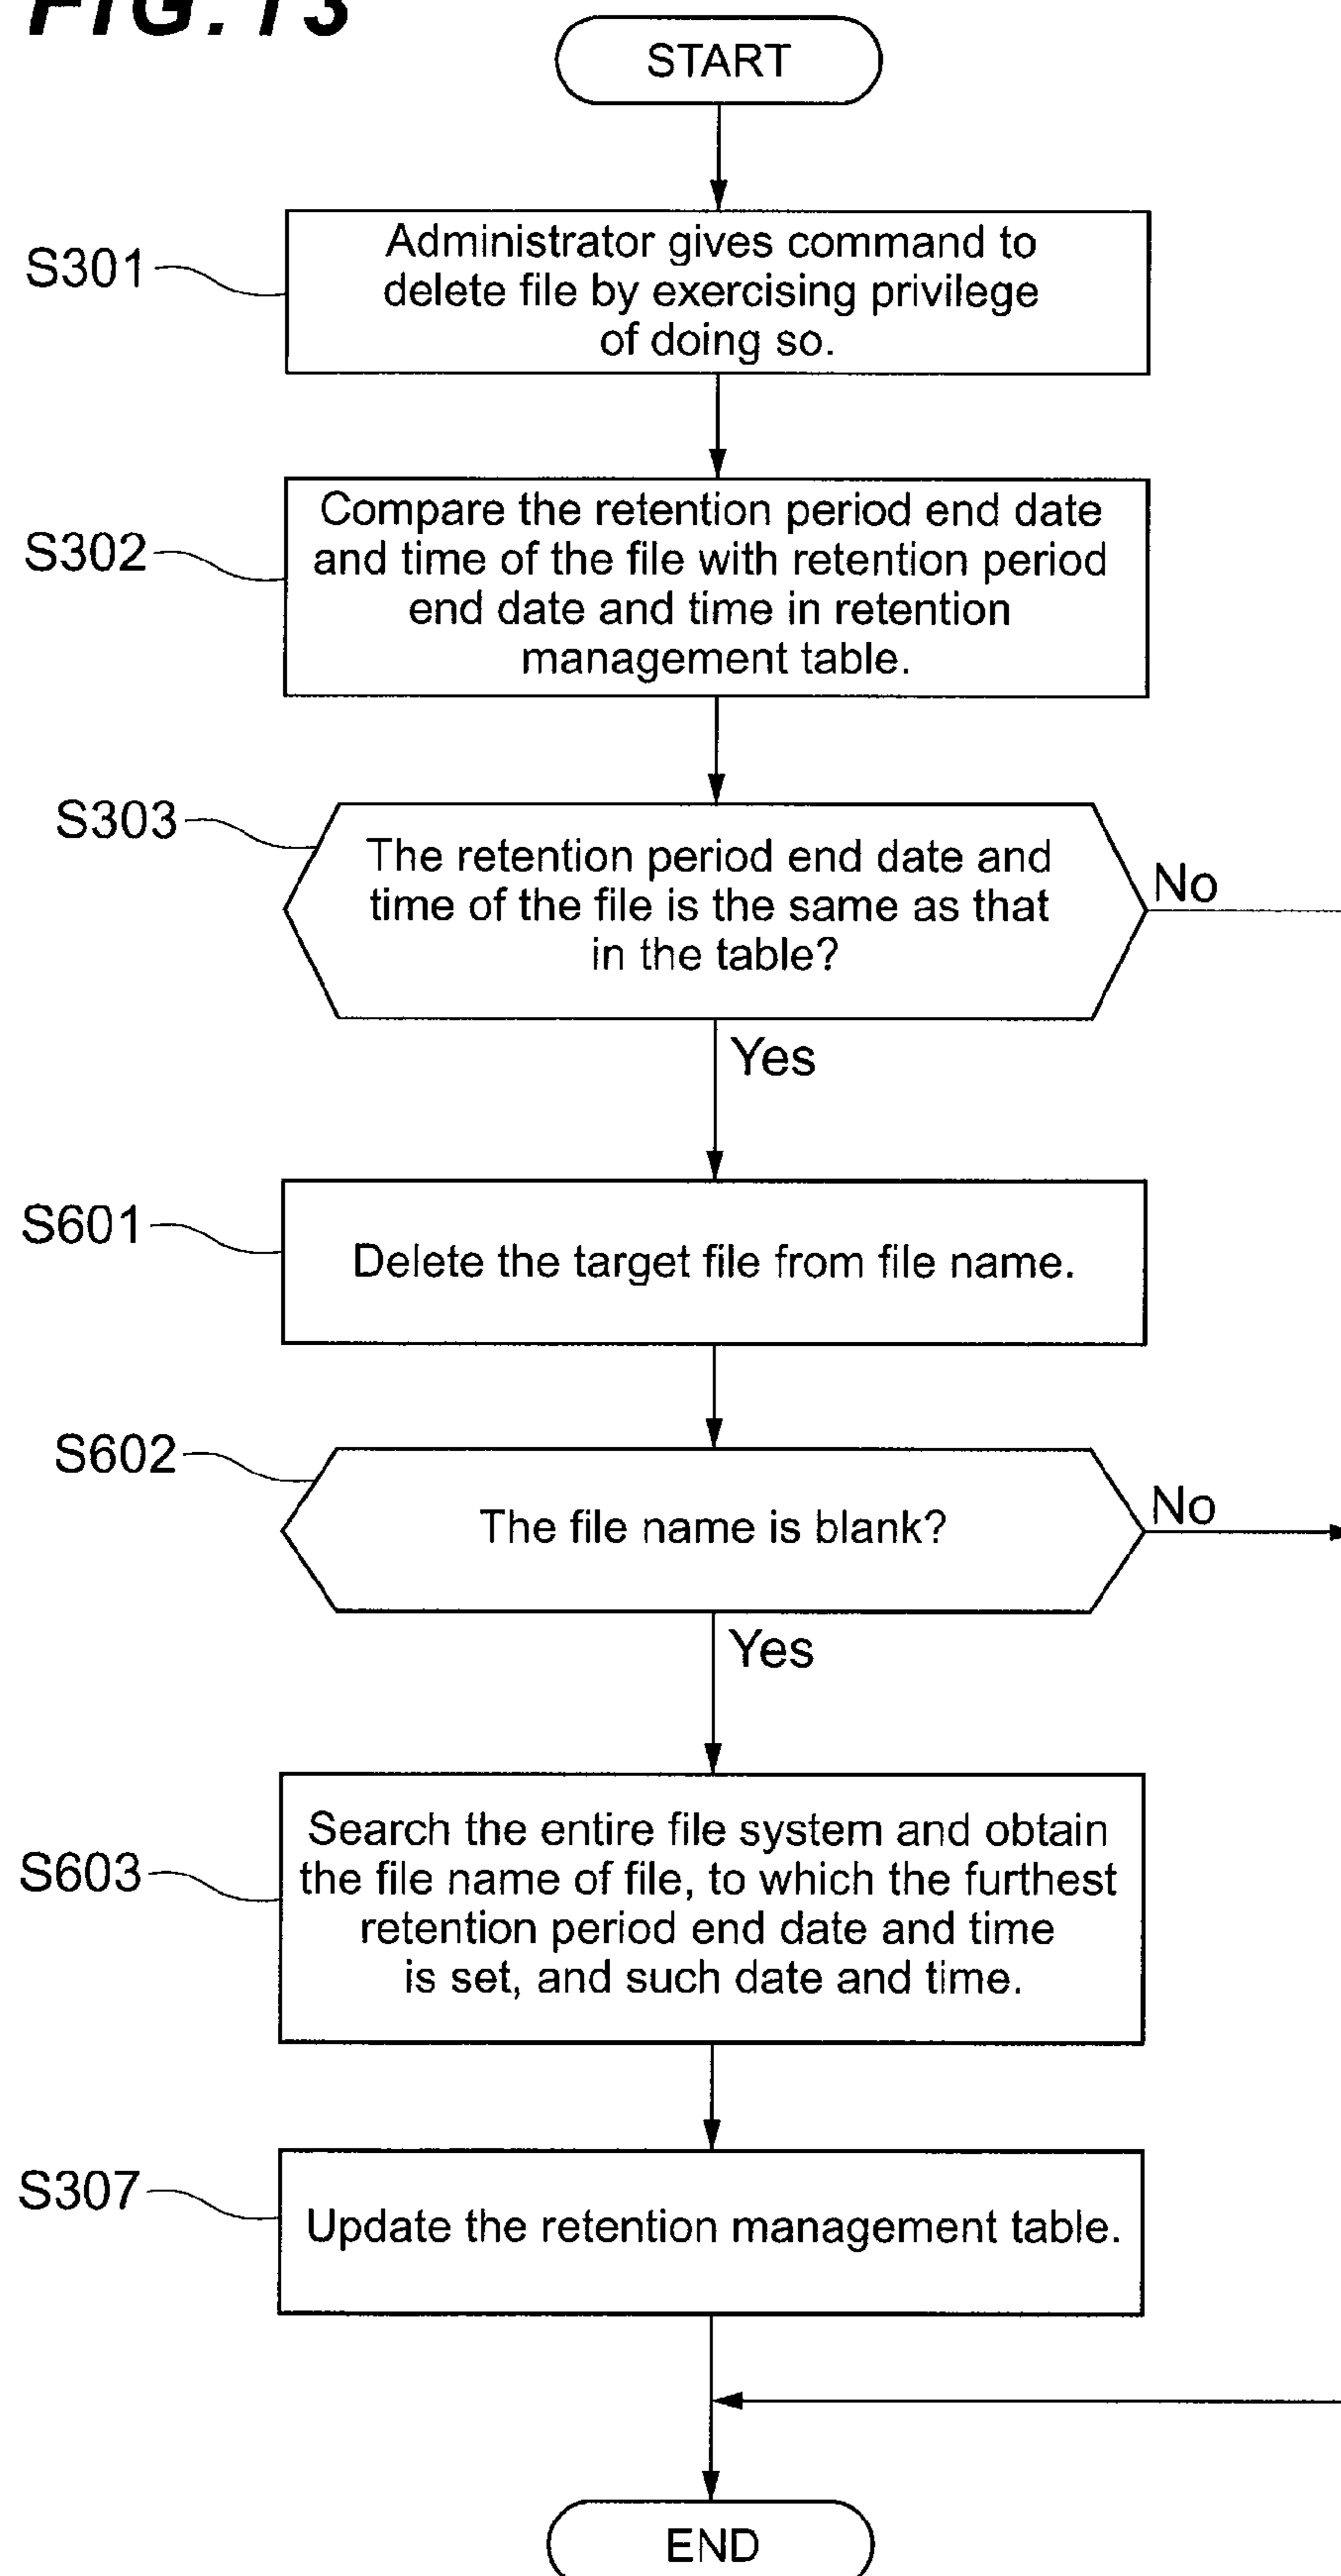 FIG. 13
START
S301
Administrator gives command to
delete file by exercising privilege
of doing so.
S302
Compare the retention period end date
and time of the file with retention period
end date and time in retention
management table.
S303
The retention period end date and
time of the file is the same as that
in the table?
No
Yes
S601
Delete the target file from file name.
S602
The file name is blank?
No
Yes
S603
Search the entire file system and obtain
the file name of file, to which the furthest
retention period end date and time
is set, and such date and time.
S307
Update the retention management table.
END